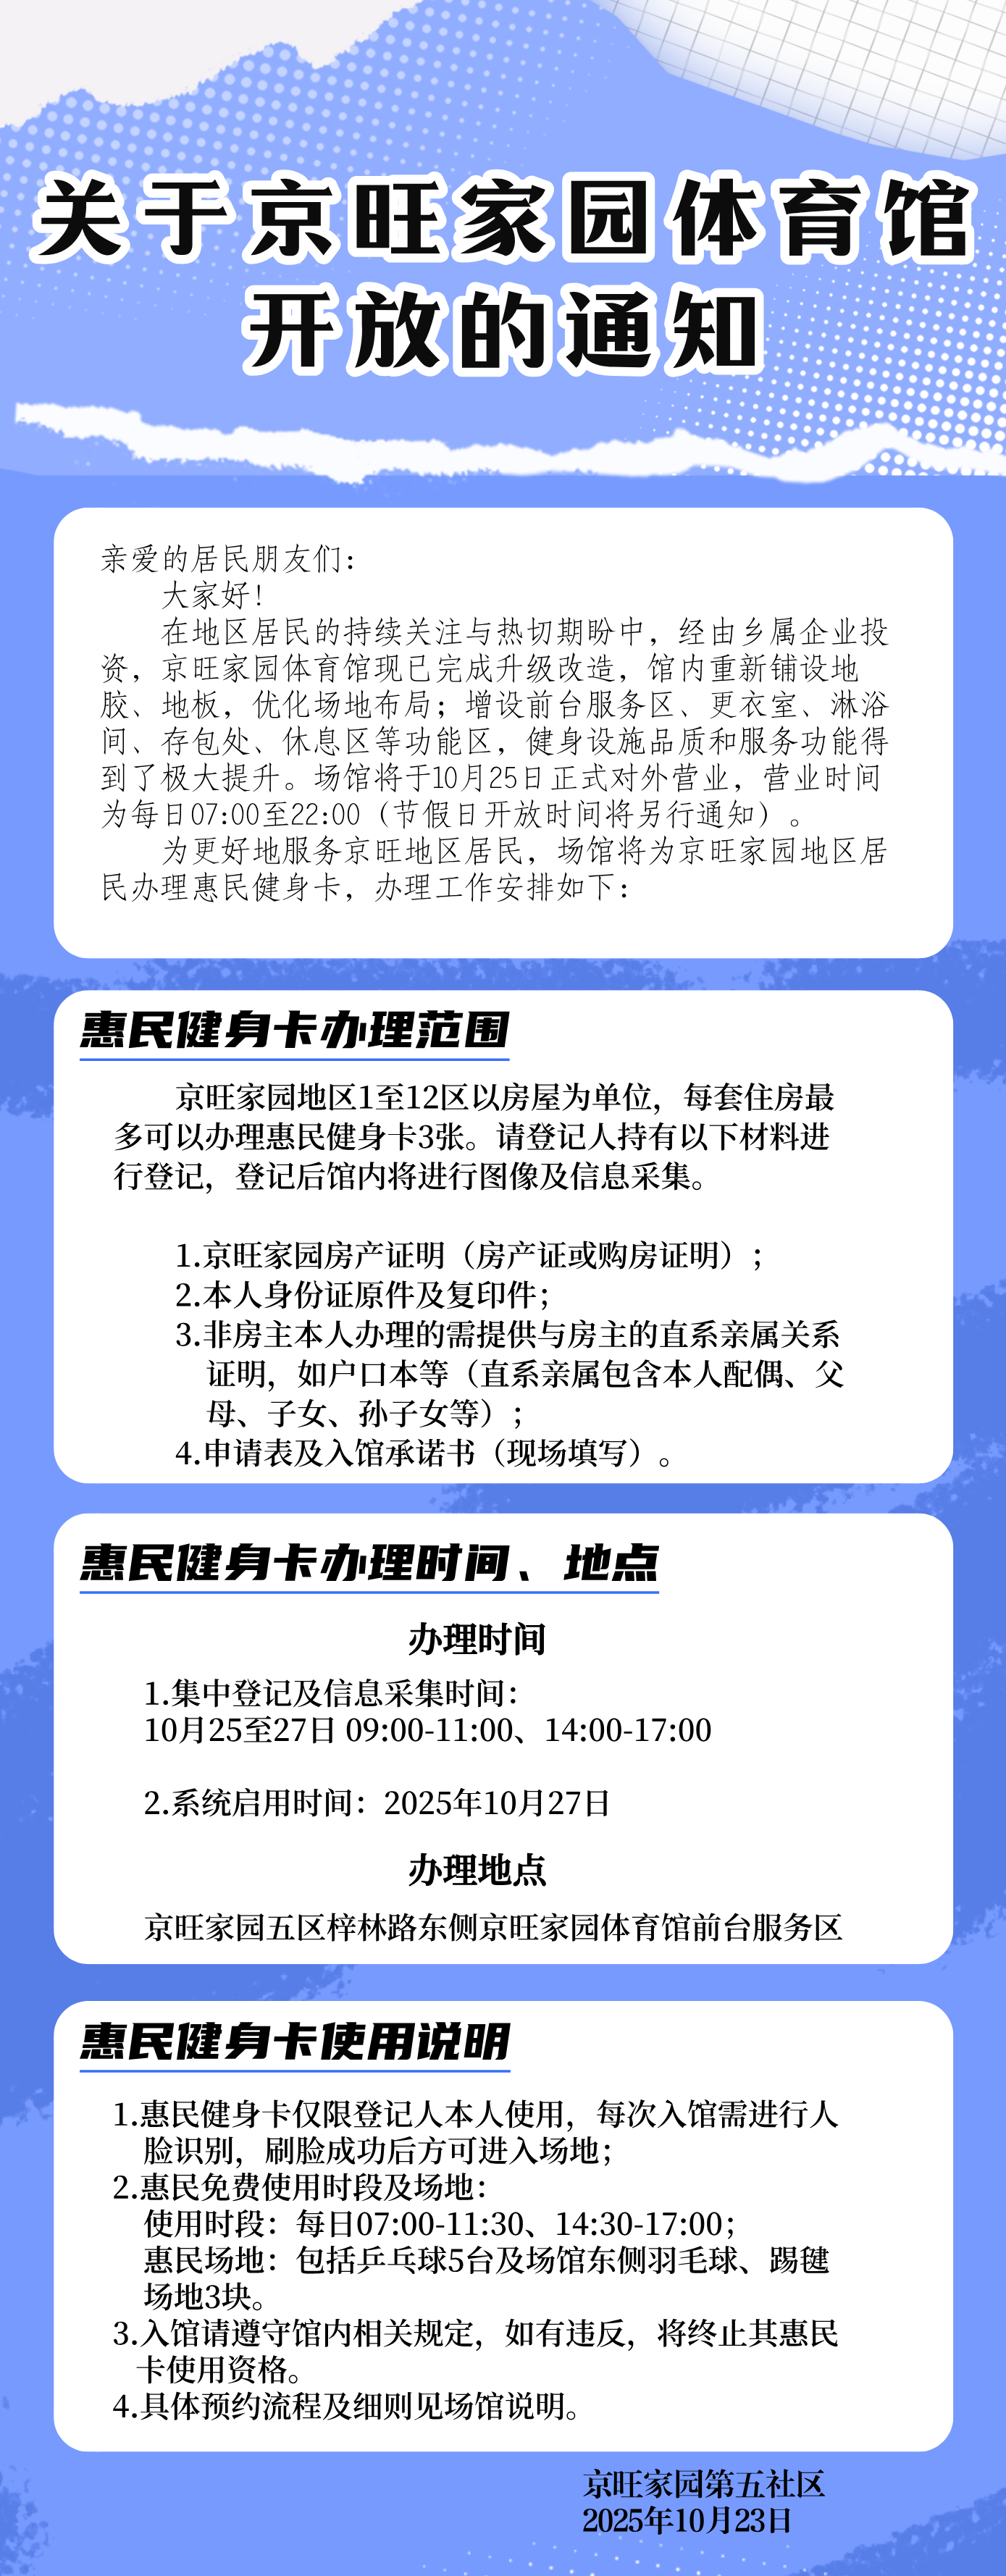 关于京旺家园体育馆
开放的通知
亲爱的居民朋友们：
大家好！
在地区居民的持续关注与热切期盼中，经由乡属企业投
资，京旺家园体育馆现已完成升级改造，馆内重新铺设地
胶、地板，优化场地布局；增设前台服务区、更衣室、淋浴
间、存包处、休息区等功能区，健身设施品质和服务功能得
到了极大提升。场馆将于10月25日正式对外营业，营业时间
为每日07:00至22:00（节假日开放时间将另行通知）。
为更好地服务京旺地区居民，场馆将为京旺家园地区居
民办理惠民健身卡，办理工作安排如下：
惠民健身卡办理范围
京旺家园地区1至12区以房屋为单位，每套住房最
多可以办理惠民健身卡3张。请登记人持有以下材料进
行登记，登记后馆内将进行图像及信息采集。
1.京旺家园房产证明（房产证或购房证明）；
2.本人身份证原件及复印件；
3.非房主本人办理的需提供与房主的直系亲属关系
证明，如户口本等（直系亲属包含本人配偶、父
母、子女、孙子女等）；
4.申请表及入馆承诺书（现场填写）。
惠民健身卡办理时间、地点
办理时间
1.集中登记及信息采集时间：
10月25至27日 09:00-11:00、14:00-17:00
2.系统启用时间：2025年10月27日
办理地点
京旺家园五区梓林路东侧京旺家园体育馆前台服务区
惠民健身卡使用说明
1.惠民健身卡仅限登记人本人使用，每次入馆需进行人
脸识别，刷脸成功后方可进入场地；
2.惠民免费使用时段及场地：
使用时段：每日07:00-11:30、14:30-17:00；
惠民场地：包括乒乓球5台及场馆东侧羽毛球、踢毽
场地3块。
3.入馆请遵守馆内相关规定，如有违反，将终止其惠民
卡使用资格。
4.具体预约流程及细则见场馆说明。
京旺家园第五社区
2025年10月23日